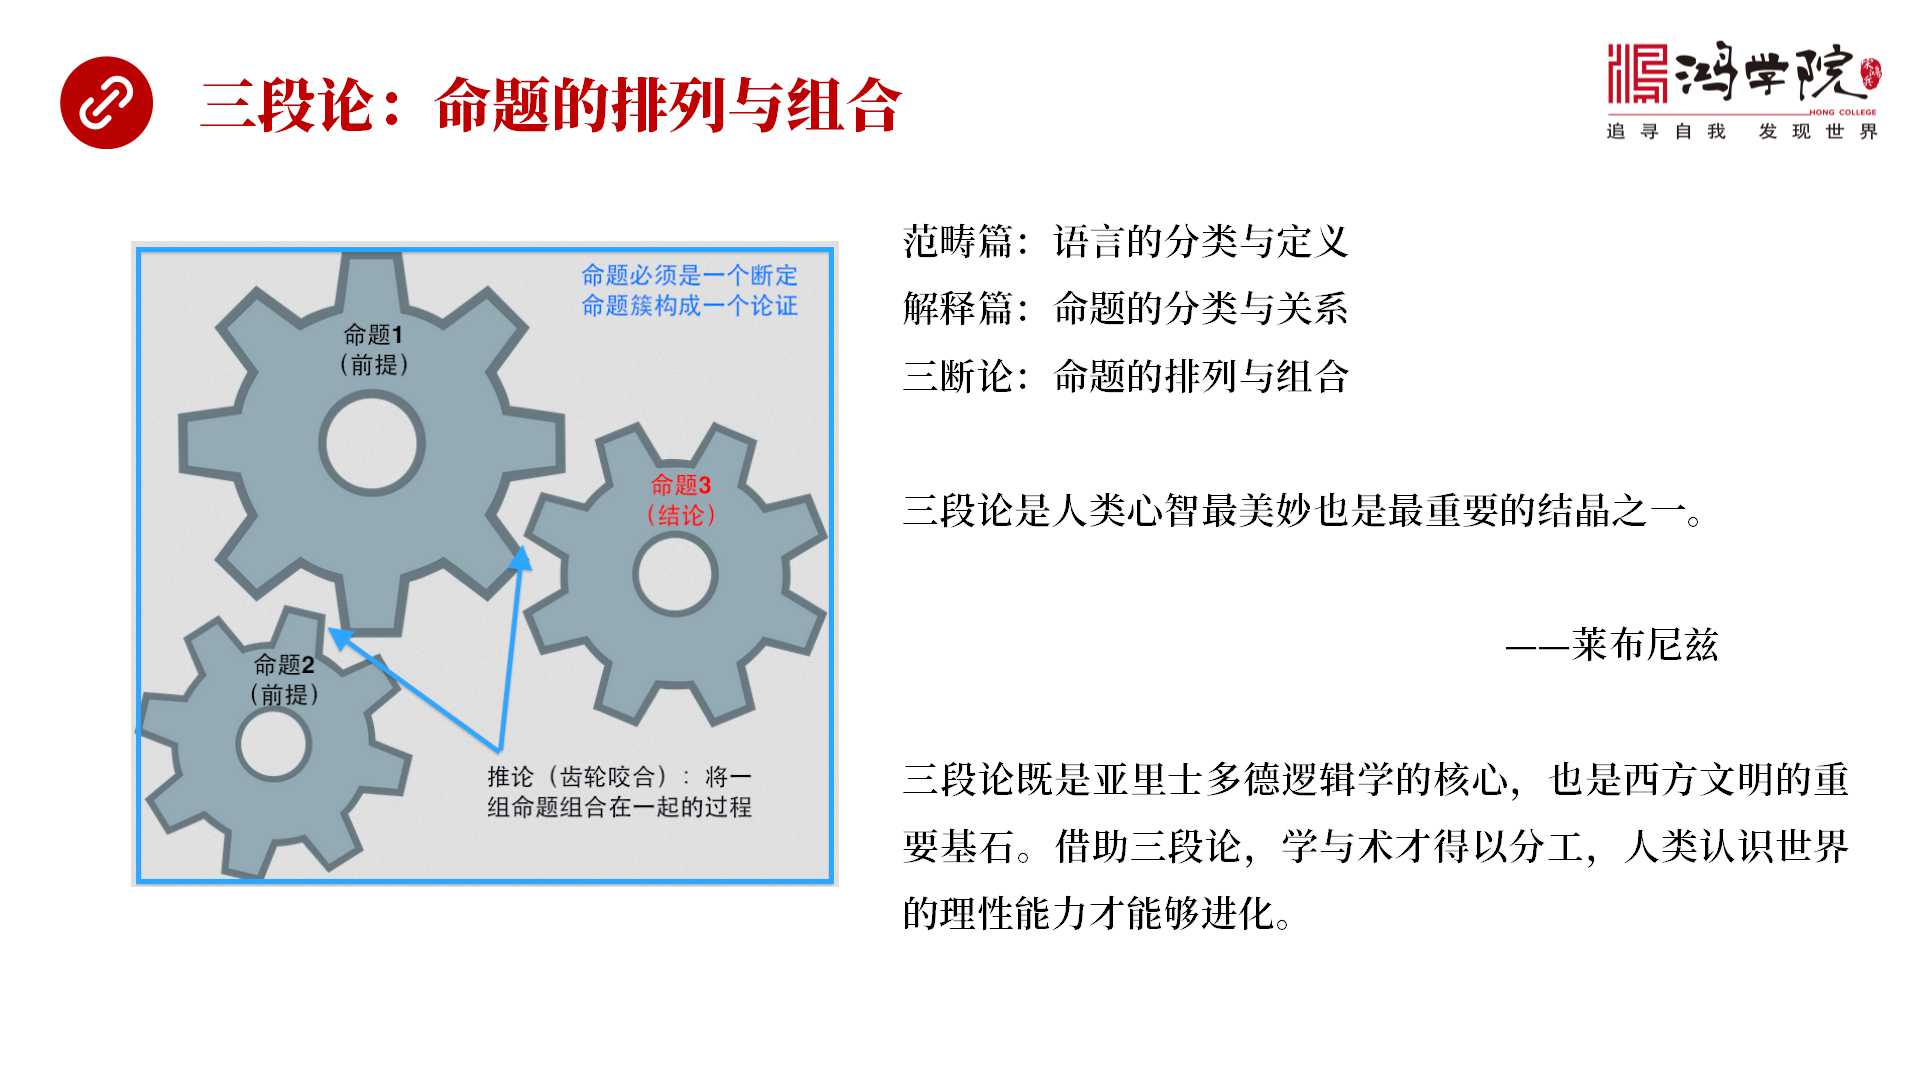 三段论：命题的排列与组合
鸿学院
HONG COLLEGE
追寻自我 发现世界
命题必须是一个断定
命题簇构成一个论证
命题1
（前提）
命题3
（结论）
命题2
（前提）
推论（齿轮咬合）：将一
组命题组合在一起的过程
范畴篇：语言的分类与定义
解释篇：命题的分类与关系
三断论：命题的排列与组合
三段论是人类心智最美妙也是最重要的结晶之一。
——莱布尼兹
三段论既是亚里士多德逻辑学的核心，也是西方文明的重
要基石。借助三段论，学与术才得以分工，人类认识世界
的理性能力才能够进化。